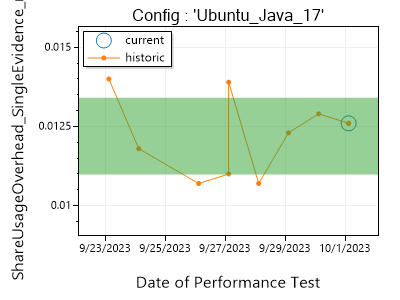 Config : 'Ubuntu_Java_17'
current
historic
0.015
0.0125
0.01
ShareUsageOverhead_SingleEvidence_
9/23/2023 9/25/2023 9/27/2023 9/29/2023 10/1/2023
Date of Performance Test